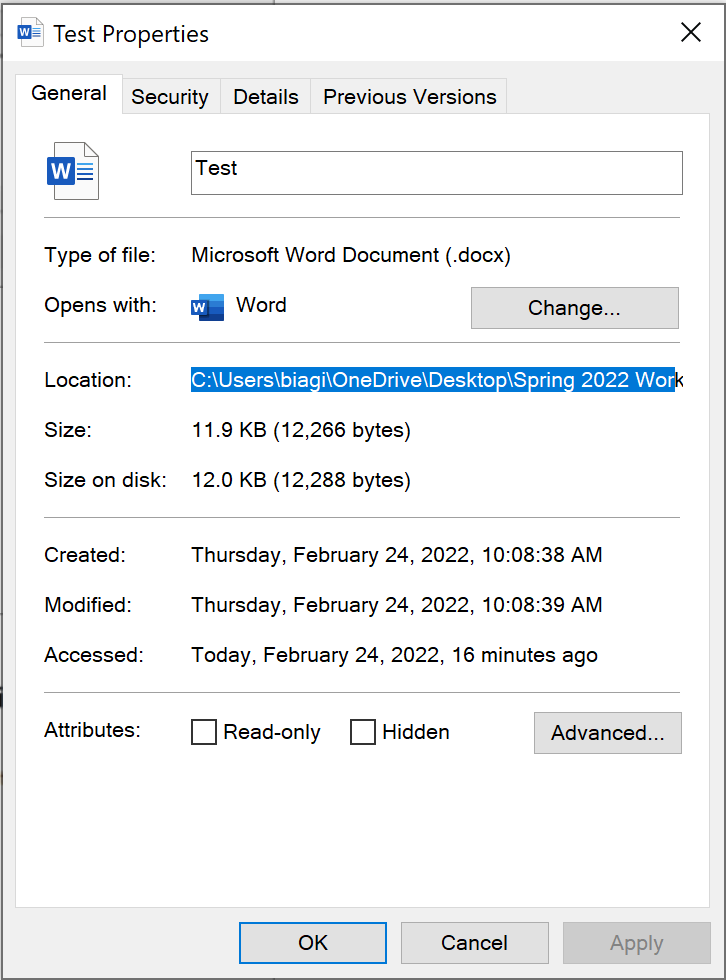 Test Properties
General Security Details Previous Versions
W
Test
Type of file: Microsoft Word Document (.docx)
Opens with: W Word Change...
Location: C:\Users\biagi\OneDrive\Desktop\Spring 2022 Work
Size: 11.9 KB (12,266 bytes)
Size on disk: 12.0 KB (12,288 bytes)
Created: Thursday, February 24, 2022, 10:08:38 AM
Modified: Thursday, February 24, 2022, 10:08:39 AM
Accessed: Today, February 24, 2022, 16 minutes ago
Attributes: Read-only Hidden Advanced...
OK Cancel Apply